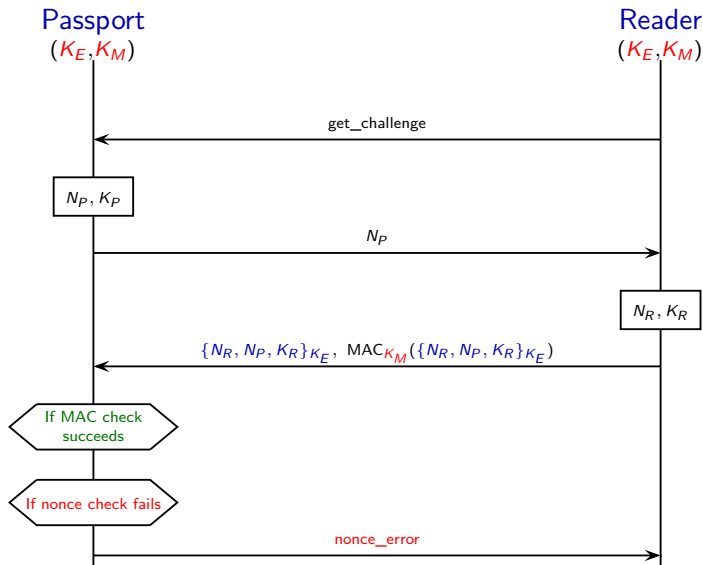 Passport Reader
(K_E, K_M) (K_E, K_M)
get_challenge
N_P, K_P
N_P
N_R, K_R
{N_R, N_P, K_R}_{K_E}, MAC_{K_M}({N_R, N_P, K_R}_{K_E})
If MAC check
succeeds
If nonce check fails
nonce_error